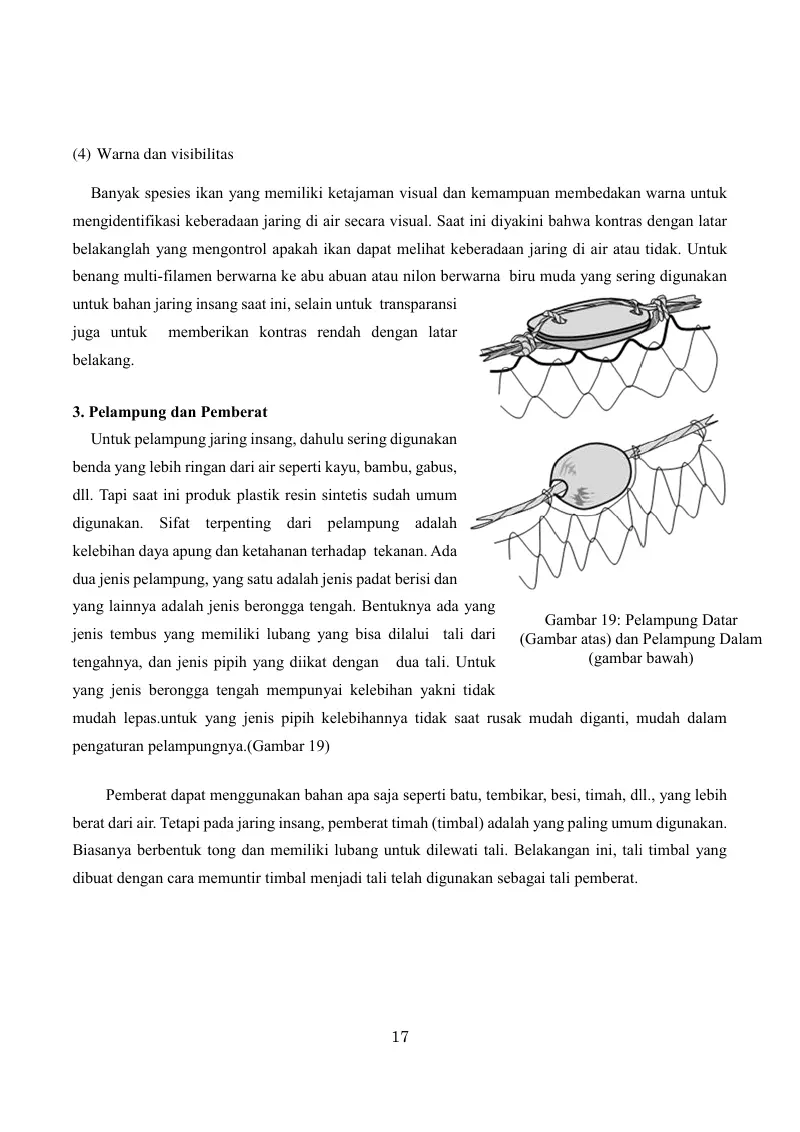 (4) Warna dan visibilitas
Banyak spesies ikan yang memiliki ketajaman visual dan kemampuan membedakan warna untuk
mengidentifikasi keberadaan jaring di air secara visual. Saat ini diyakini bahwa kontras dengan latar
belakanglah yang mengontrol apakah ikan dapat melihat keberadaan jaring di air atau tidak. Untuk
benang multi-filamen berwarna ke abu abuan atau nilon berwarna biru muda yang sering digunakan
untuk bahan jaring insang saat ini, selain untuk transparansi
juga untuk memberikan kontras rendah dengan latar
belakang.
3. Pelampung dan Pemberat
Untuk pelampung jaring insang, dahulu sering digunakan
benda yang lebih ringan dari air seperti kayu, bambu, gabus,
dll. Tapi saat ini produk plastik resin sintetis sudah umum
digunakan. Sifat terpenting dari pelampung adalah
kelebihan daya apung dan ketahanan terhadap tekanan. Ada
dua jenis pelampung, yang satu adalah jenis padat berisi dan
yang lainnya adalah jenis berongga tengah. Bentuknya ada yang
jenis tembus yang memiliki lubang yang bisa dilalui tali dari
tengahnya, dan jenis pipih yang diikat dengan dua tali. Untuk
yang jenis berongga tengah mempunyai kelebihan yakni tidak
mudah lepas.untuk yang jenis pipih kelebihannya tidak saat rusak mudah diganti, mudah dalam
pengaturan pelampungnya.(Gambar 19)
Gambar 19: Pelampung Datar
(Gambar atas) dan Pelampung Dalam
(gambar bawah)
Pemberat dapat menggunakan bahan apa saja seperti batu, tembikar, besi, timah, dll., yang lebih
berat dari air. Tetapi pada jaring insang, pemberat timah (timbal) adalah yang paling umum digunakan.
Biasanya berbentuk tong dan memiliki lubang untuk dilewati tali. Belakangan ini, tali timbal yang
dibuat dengan cara memuntir timbal menjadi tali telah digunakan sebagai tali pemberat.
17